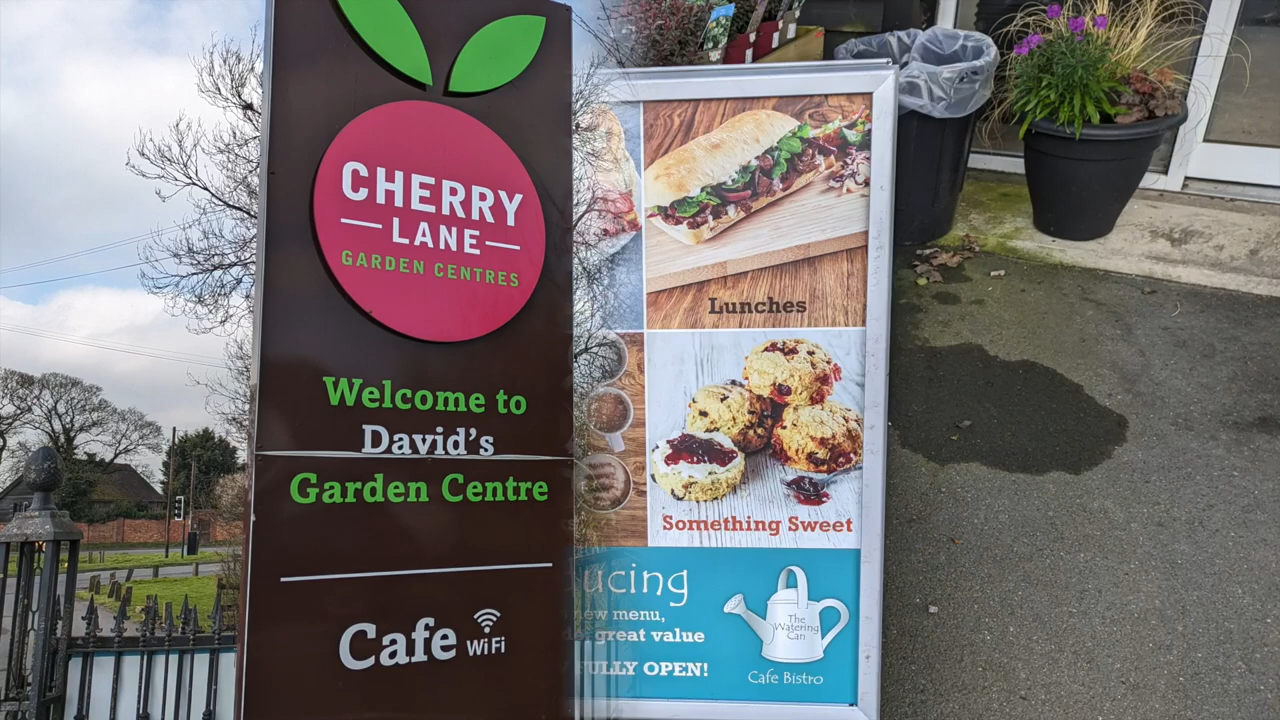 CHERRY
LANE
GARDEN CENTRES
Welcome to
David's
Garden Centre
Cafe WiFi
Lunches
Something Sweet
ucing
new menu,
great value
FULLY OPEN!
The
Watering
Can
Cafe Bistro